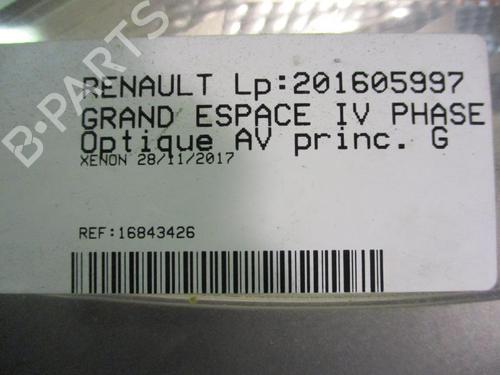 RENAULT Lp:201605997
GRAND ESPACE IV PHASE
Optique AV princ. G
XENON 28/11/2017
REF:16843426
B-PARTS